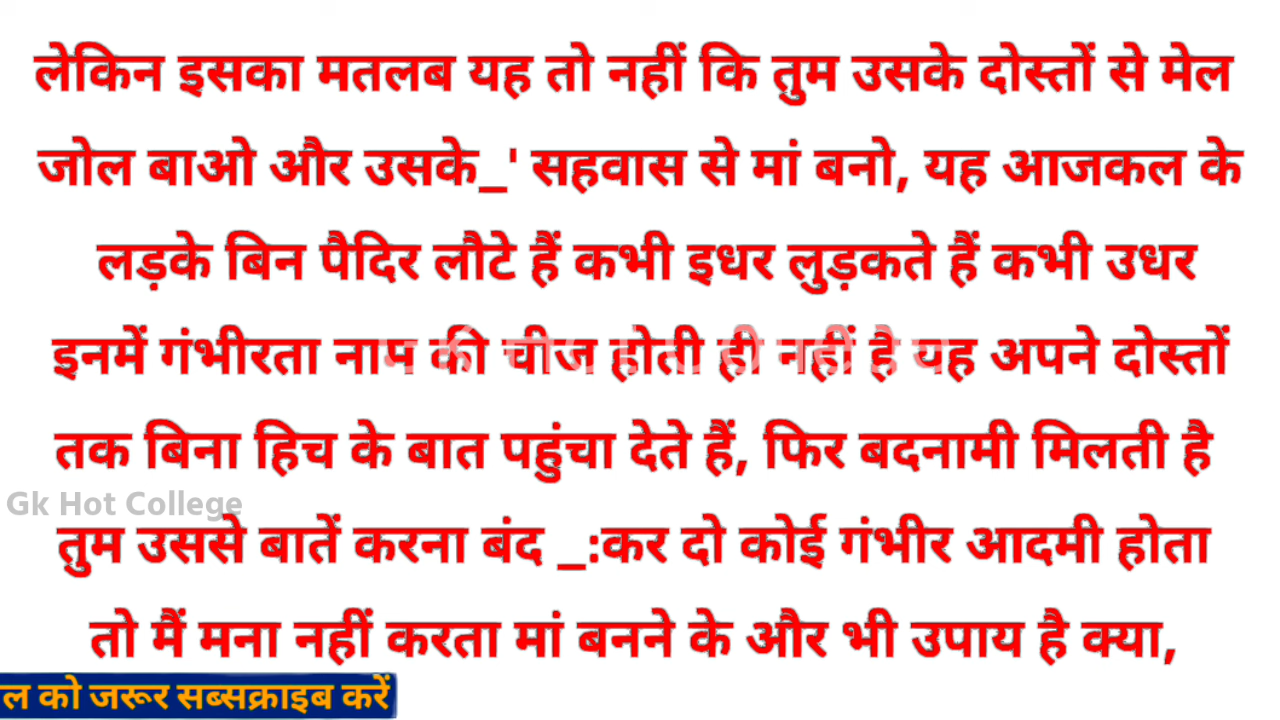 लेकिन इसका मतलब यह तो नहीं कि तुम उसके दोस्तों से मेल
जोल बाओ और उसके_' सहवास से मां बनो, यह आजकल के
लड़के बिन पैदिर लौटे हैं कभी इधर लुड़कते हैं कभी उधर
इनमें गंभीरता नाम की चीज होती ही नहीं है यह अपने दोस्तों
तक बिना हिच के बात पहुंचा देते हैं, फिर बदनामी मिलती है
Gk Hot College
तुम उससे बातें करना बंद _:कर दो कोई गंभीर आदमी होता
तो मैं मना नहीं करता मां बनने के और भी उपाय है क्या,
ल को जरूर सब्सक्राइब करें